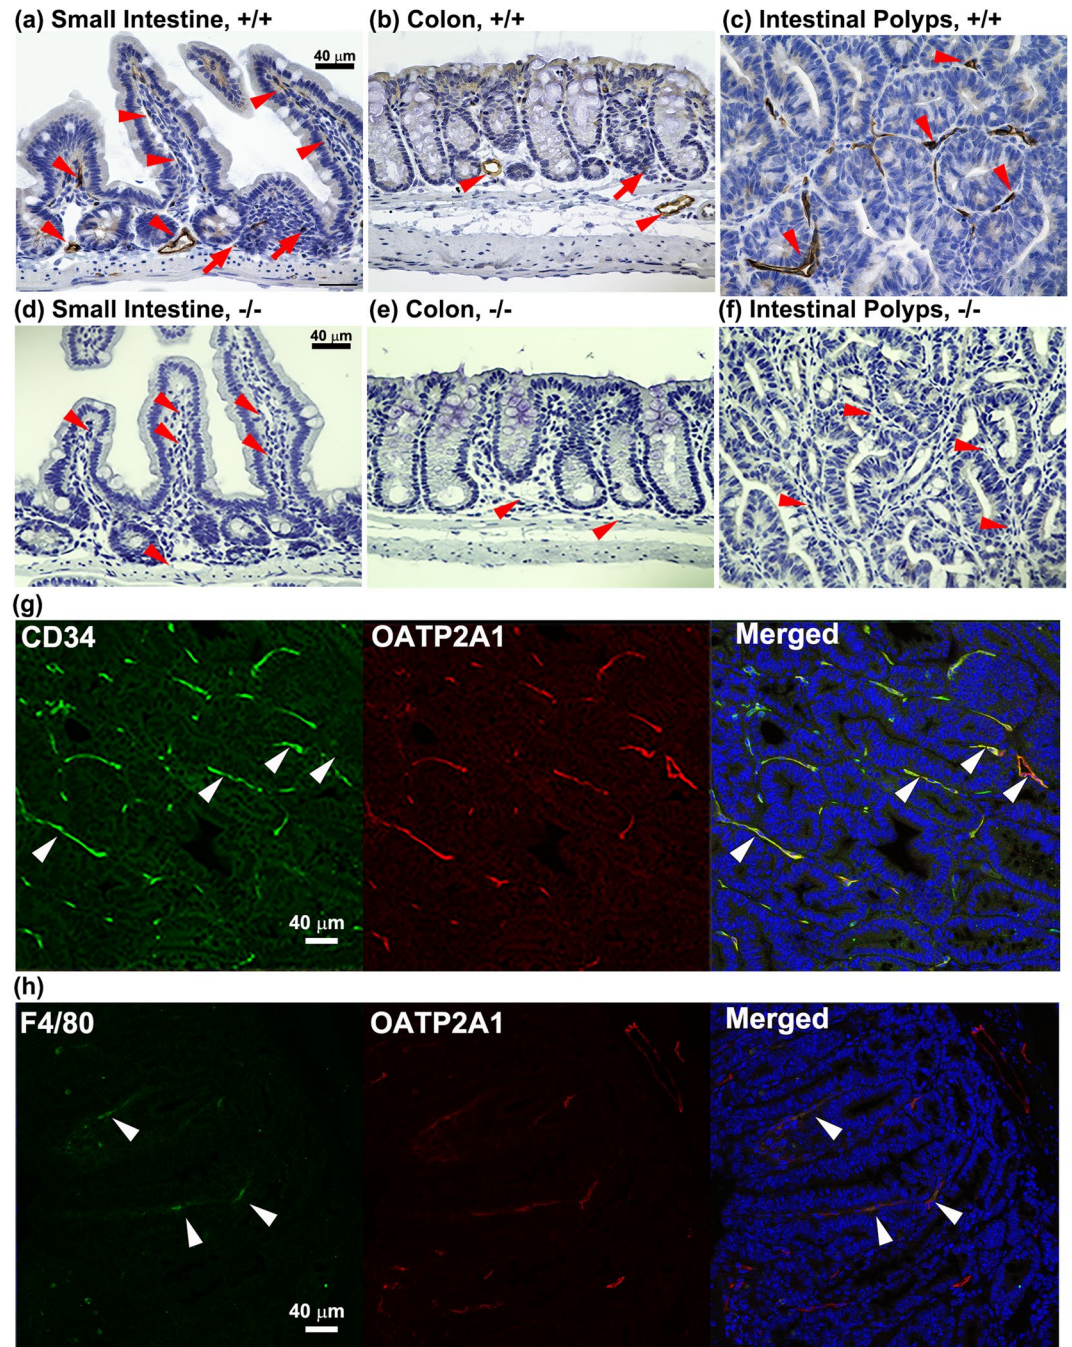 (a) Small Intestine, +/+
(b) Colon, +/+
(c) Intestinal Polyps, +/+
40 μm
(d) Small Intestine, -/-
(e) Colon, -/-
(f) Intestinal Polyps, -/-
40 μm
(g)
CD34
OATP2A1
Merged
40 μm
(h)
F4/80
OATP2A1
Merged
40 μm